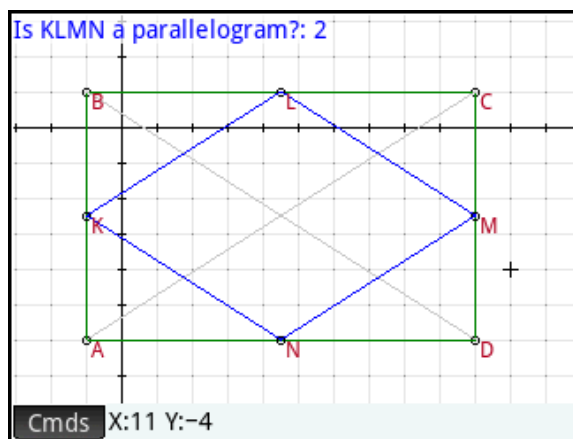 Is KLMN a parallelogram?: 2
B L C
K M
A N D
Cmds X:11 Y:−4